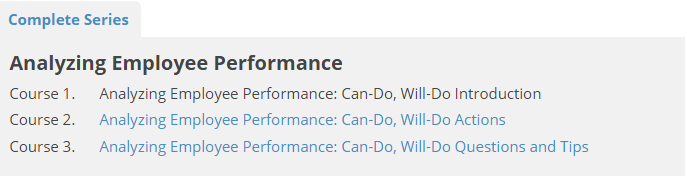 Complete Series
Analyzing Employee Performance
Course 1. Analyzing Employee Performance: Can-Do, Will-Do Introduction
Course 2. Analyzing Employee Performance: Can-Do, Will-Do Actions
Course 3. Analyzing Employee Performance: Can-Do, Will-Do Questions and Tips